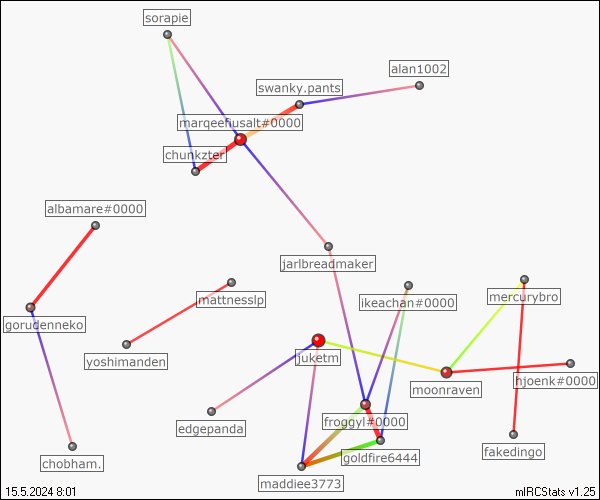 sorapie
alan1002
swanky.pants
marqeefiusalt#0000
chunkzter
albamare#0000
jarlbreadmaker
mattnesslp
ikeachan#0000
mercurybro
gorudenneko
juketm
yoshimanden
moonraven
hjoenk#0000
froggyl#0000
edgepanda
goldfire6444
fakedingo
chobham.
maddiee3773
15.5.2024 8:01
mIRCStats v1.25